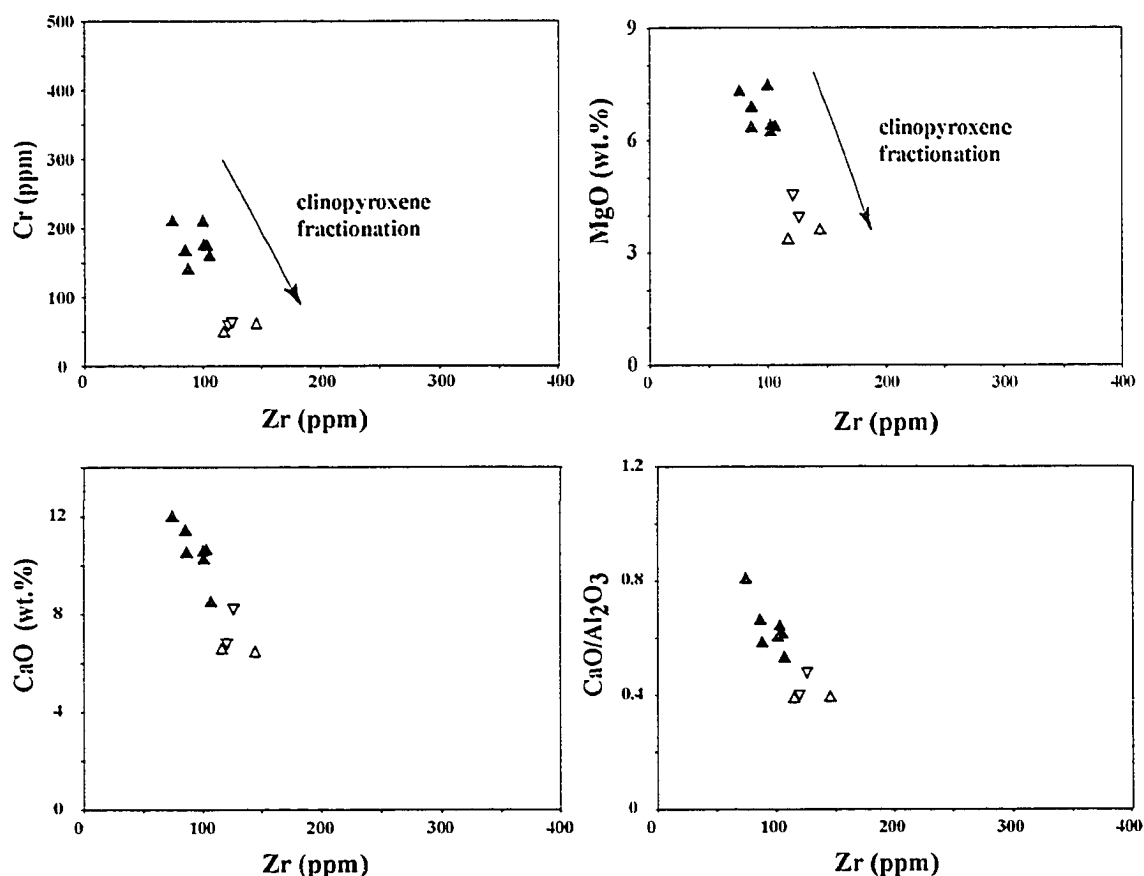 500
400
300
200
100
0
Cr (ppm)
clinopyroxene
fractionation
0 100 200 300 400
Zr (ppm)
9
6
3
0
MgO (wt.%)
clinopyroxene
fractionation
0 100 200 300 400
Zr (ppm)
12
8
4
0
CaO (wt.%)
0 100 200 300 400
Zr (ppm)
1.2
0.8
0.4
0
CaO/Al₂O₃
0 100 200 300 400
Zr (ppm)